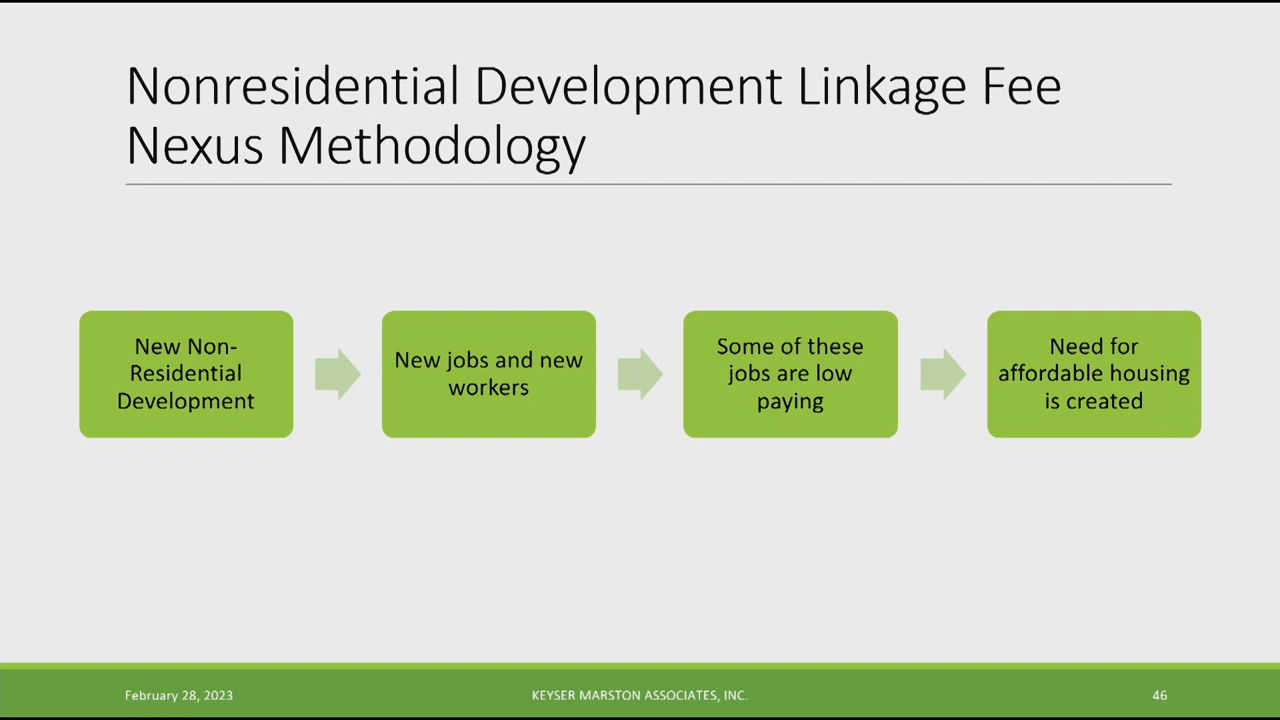 Nonresidential Development Linkage Fee
Nexus Methodology
New Non-
Residential
Development
New jobs and new
workers
Some of these
jobs are low
paying
Need for
affordable housing
is created
February 28, 2023
KEYSER MARSTON ASSOCIATES, INC.
46